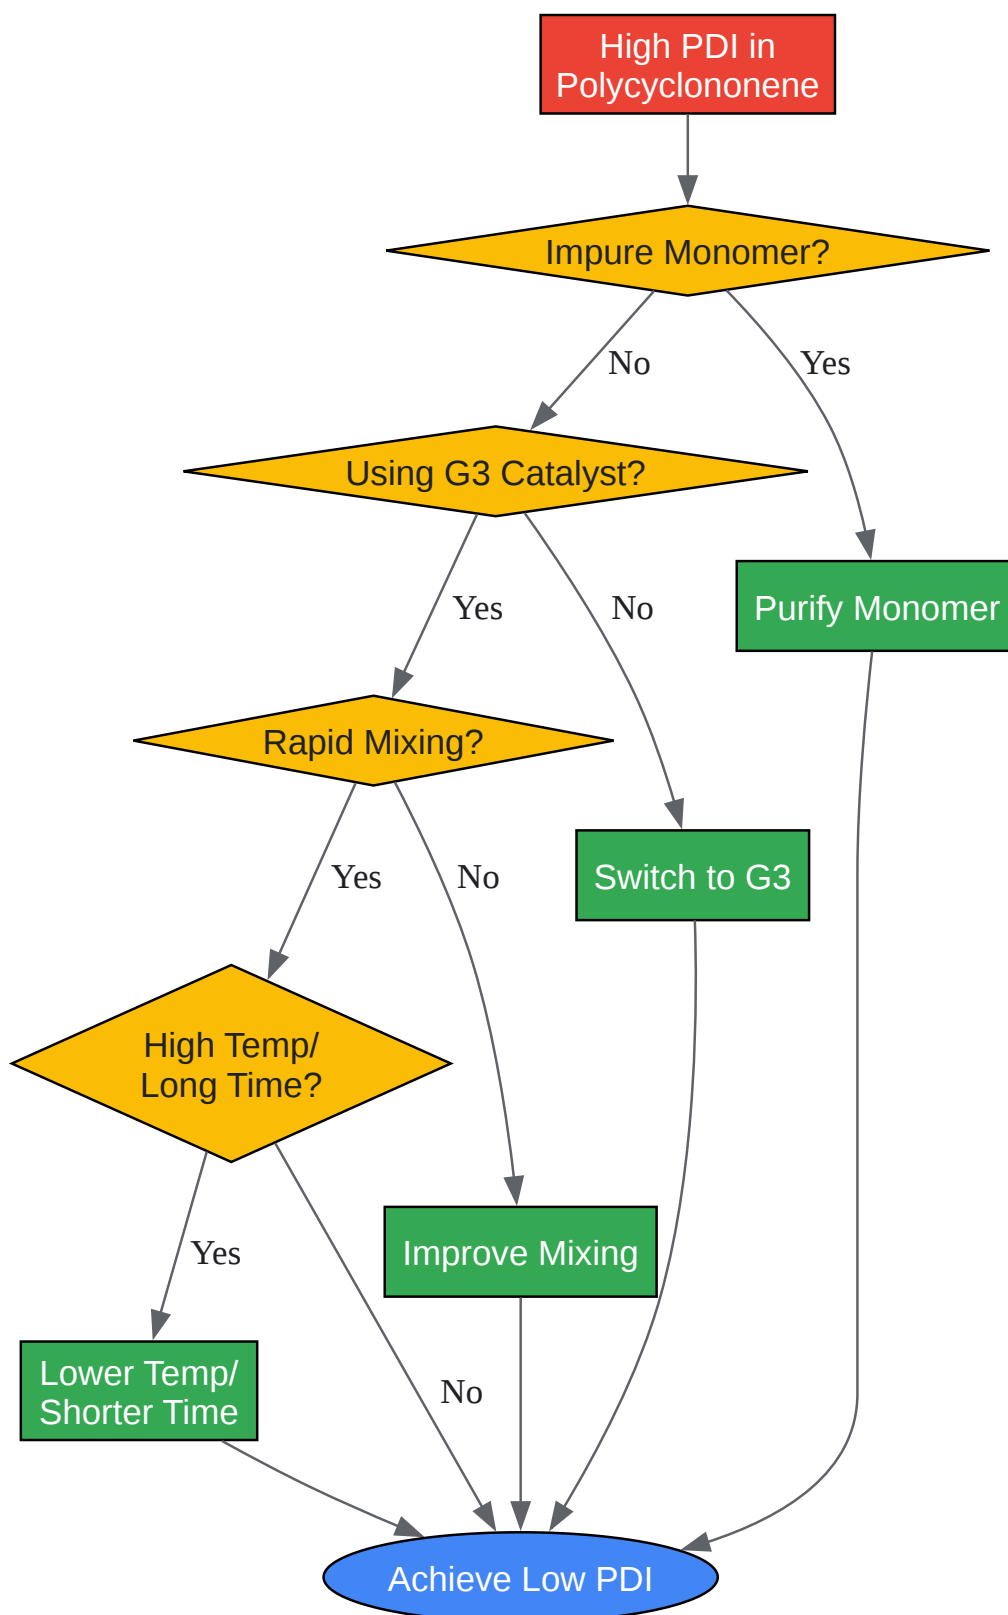 High PDI in
Polycyclononene
Impure Monomer?
No
Yes
Using G3 Catalyst?
Yes
No
Purify Monomer
Rapid Mixing?
Yes
No
Switch to G3
High Temp/
Long Time?
Yes
Improve Mixing
Lower Temp/
Shorter Time
No
Achieve Low PDI